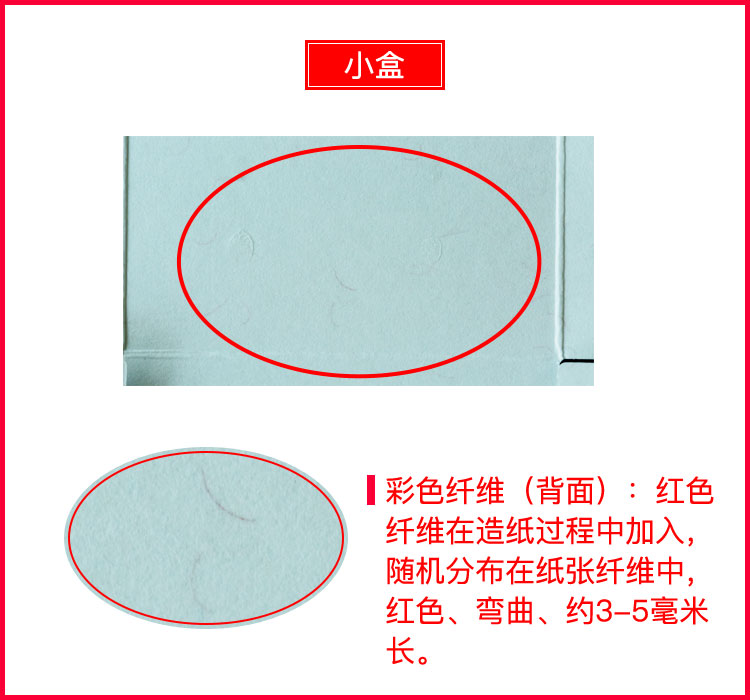 小盒
彩色纤维（背面）：红色
纤维在造纸过程中加入，
随机分布在纸张纤维中，
红色、弯曲、约3-5毫米
长。